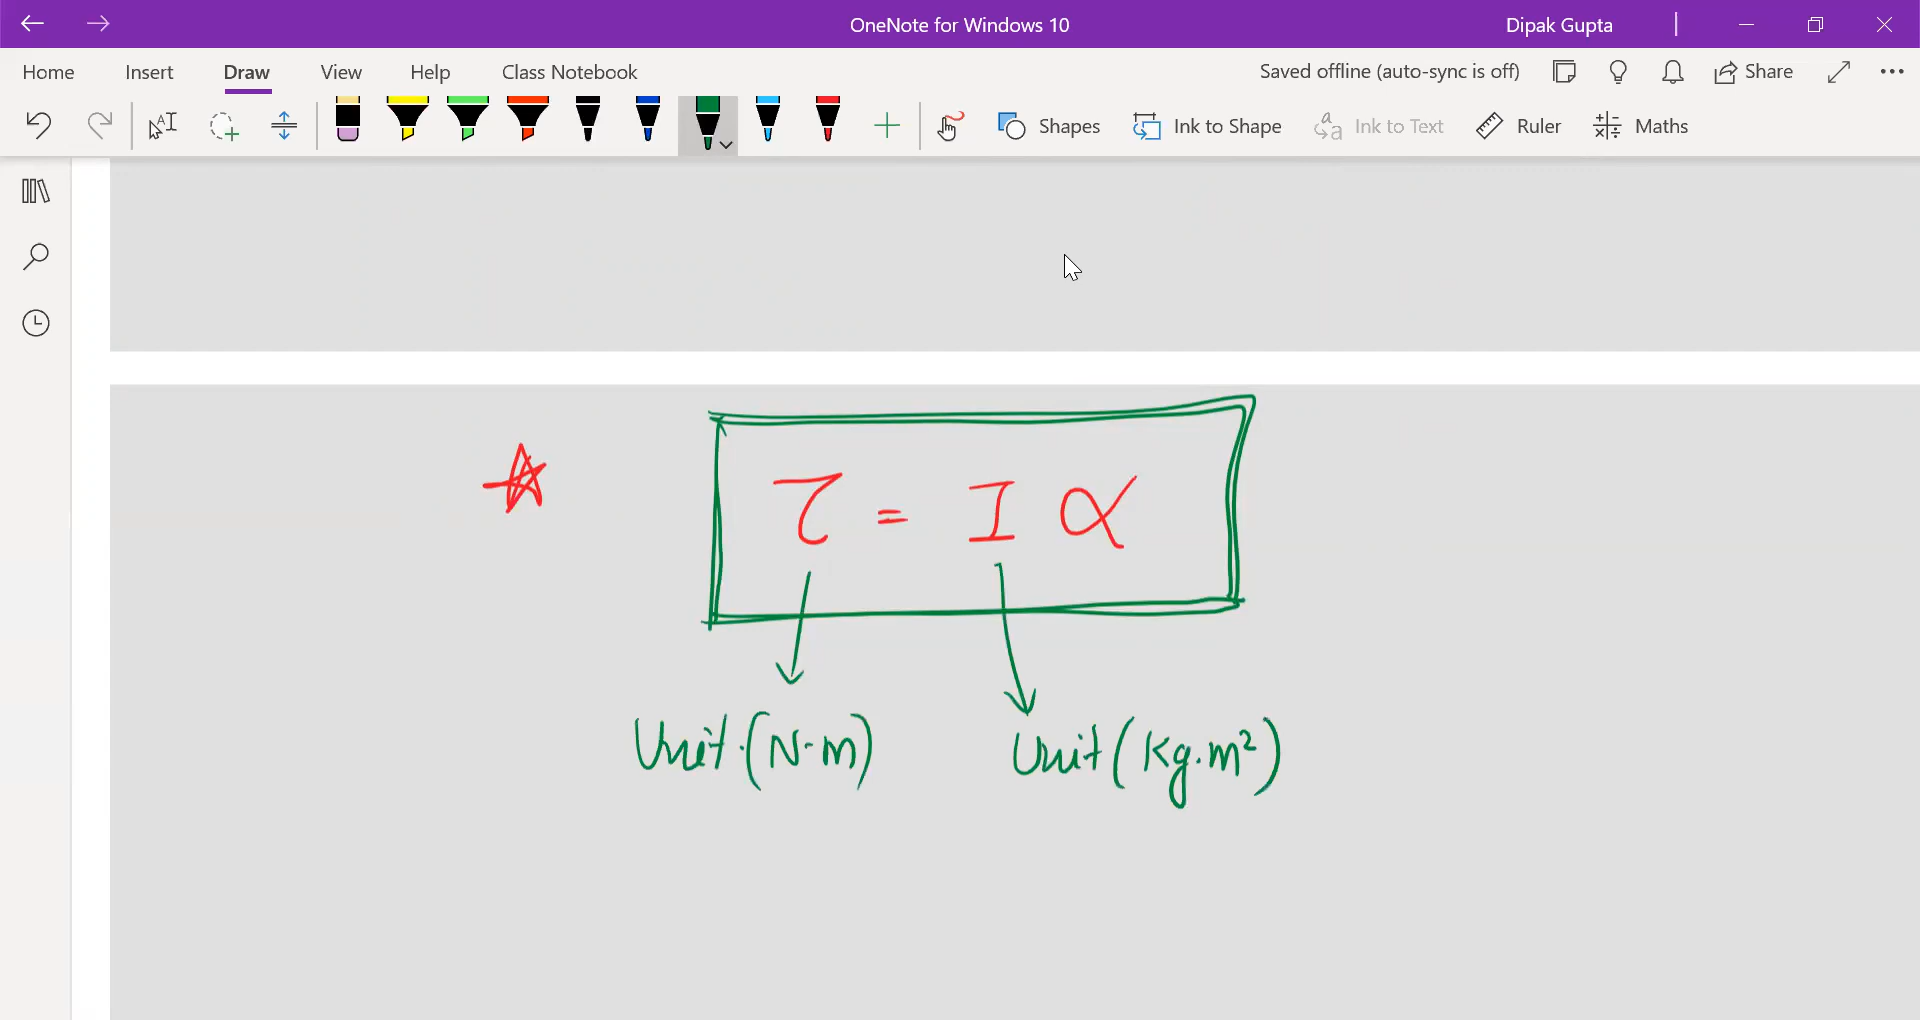 OneNote for Windows 10
Dipak Gupta
Home Insert Draw View Help Class Notebook
Saved offline (auto-sync is off) Share
Shapes Ink to Shape Ink to Text Ruler Maths
τ = I α
Unit·(N-m) Unit(Kg.m²)